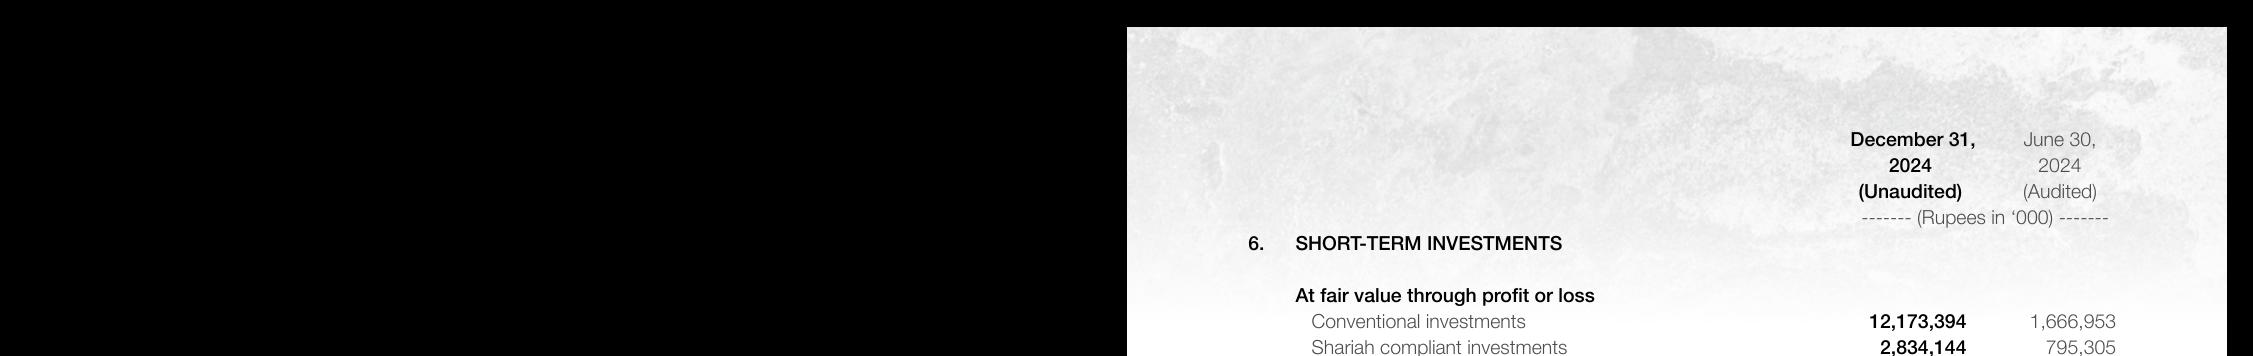 December 31, June 30,
2024 2024
(Unaudited) (Audited)
------- (Rupees in ‘000) -------
6. SHORT-TERM INVESTMENTS
At fair value through profit or loss
Conventional investments 12,173,394 1,666,953
Shariah compliant investments 2,834,144 795,305